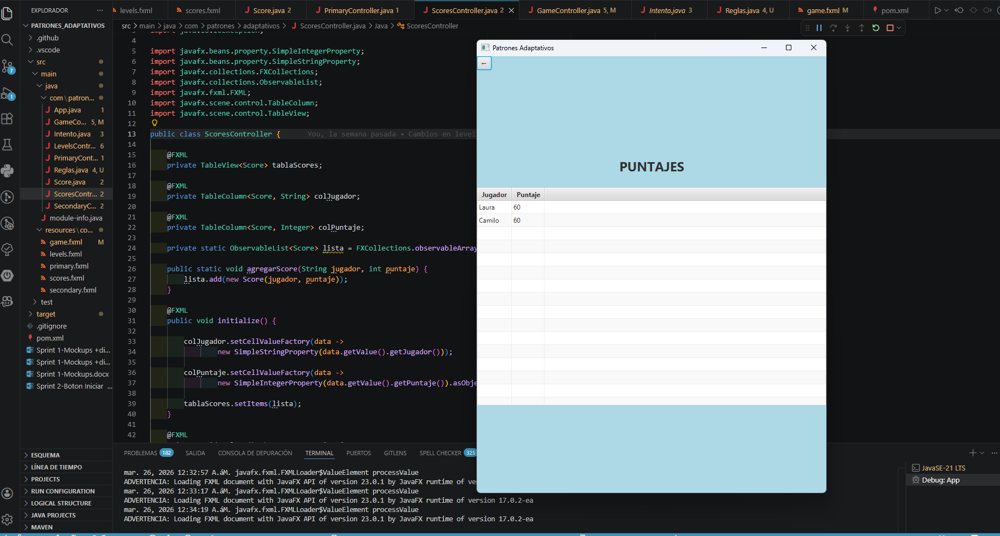 EXPLORADOR
levels.fxml
scores.fxml
Score.java 2
PrimaryController.java 1
ScoresController.java 2
GameController.java 5, M
Intento.java 3
Reglas.java 4, U
game.fxml M
pom.xml
PATRONES_ADAPTATIVOS
.github
.vscode
src
main
java
com\patron...
App.java 1
GameCo... 5, M
Intento.java 3
LevelsContr... 6
PrimaryCont... 1
Reglas.java 4, U
Score.java 2
ScoresContr... 2
SecondaryC... 2
module-info.java
resources\co...
game.fxml M
levels.fxml
primary.fxml
scores.fxml
secondary.fxml
test
target
.gitignore
pom.xml
Sprint 1-Mockups +di...
Sprint 1-Mockups +di...
Sprint 1-Mockups.docx
Sprint 2-Boton Iniciar ...
ESQUEMA
LÍNEA DE TIEMPO
PROJECTS
RUN CONFIGURATION
LOGICAL STRUCTURE
JAVA PROJECTS
MAVEN
7
1
src > main > java > com > patrones > adaptativos > ScoresController.java > Java > ScoresController
4
5 import javafx.beans.property.SimpleIntegerProperty;
6 import javafx.beans.property.SimpleStringProperty;
7 import javafx.collections.FXCollections;
8 import javafx.collections.ObservableList;
9 import javafx.fxml.FXML;
10 import javafx.scene.control.TableColumn;
11 import javafx.scene.control.TableView;
12
13 public class ScoresController { You, la semana pasada • Cambios en level
14
15 @FXML
16 private TableView<Score> tablaScores;
17
18 @FXML
19 private TableColumn<Score, String> colJugador;
20
21 @FXML
22 private TableColumn<Score, Integer> colPuntaje;
23
24 private static ObservableList<Score> lista = FXCollections.observableArray
25
26 public static void agregarScore(String jugador, int puntaje) {
27 lista.add(new Score(jugador, puntaje));
28 }
29
30 @FXML
31 public void initialize() {
32
33 colJugador.setCellValueFactory(data ->
34 new SimpleStringProperty(data.getValue().getJugador()));
35
36 colPuntaje.setCellValueFactory(data ->
37 new SimpleIntegerProperty(data.getValue().getPuntaje()).asObje
38
39 tablaScores.setItems(lista);
40 }
41
42 @FXML
Patrones Adaptativos
←
PUNTAJES
Jugador Puntaje
Laura 60
Camilo 60
PROBLEMAS 182
SALIDA
CONSOLA DE DEPURACIÓN
TERMINAL
PUERTOS
GITLENS
SPELL CHECKER 325
mar. 26, 2026 12:32:57 A.áM. javafx.fxml.FXMLLoader$ValueElement processValue
ADVERTENCIA: Loading FXML document with JavaFX API of version 23.0.1 by JavaFX runtime of ve
mar. 26, 2026 12:33:17 A.áM. javafx.fxml.FXMLLoader$ValueElement processValue
ADVERTENCIA: Loading FXML document with JavaFX API of version 23.0.1 by JavaFX runtime of version 17.0.2-ea
mar. 26, 2026 12:34:19 A.áM. javafx.fxml.FXMLLoader$ValueElement processValue
ADVERTENCIA: Loading FXML document with JavaFX API of version 23.0.1 by JavaFX runtime of version 17.0.2-ea
JavaSE-21 LTS
Debug: App